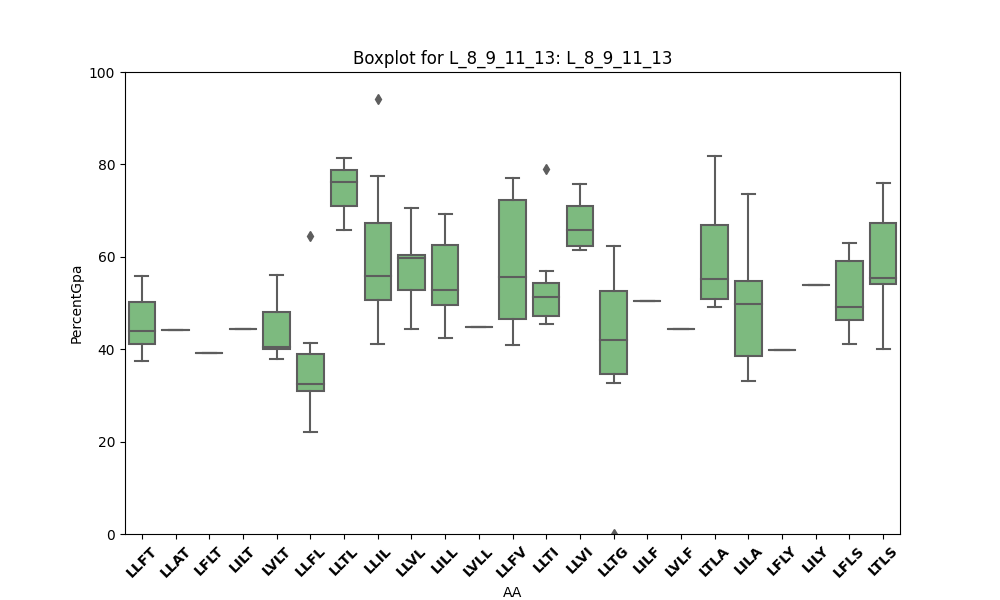 Boxplot for L_8_9_11_13: L_8_9_11_13
100
80
60
40
20
0
PercentGpa
LLFT LLAT LFLT LILT LVLT LLFL LLTL LLIL LLVL LILL LVLL LLFV LLTI LLVI LLTG LILF LVLF LTLA LILA LFLY LILY LFLS LTLS
AA